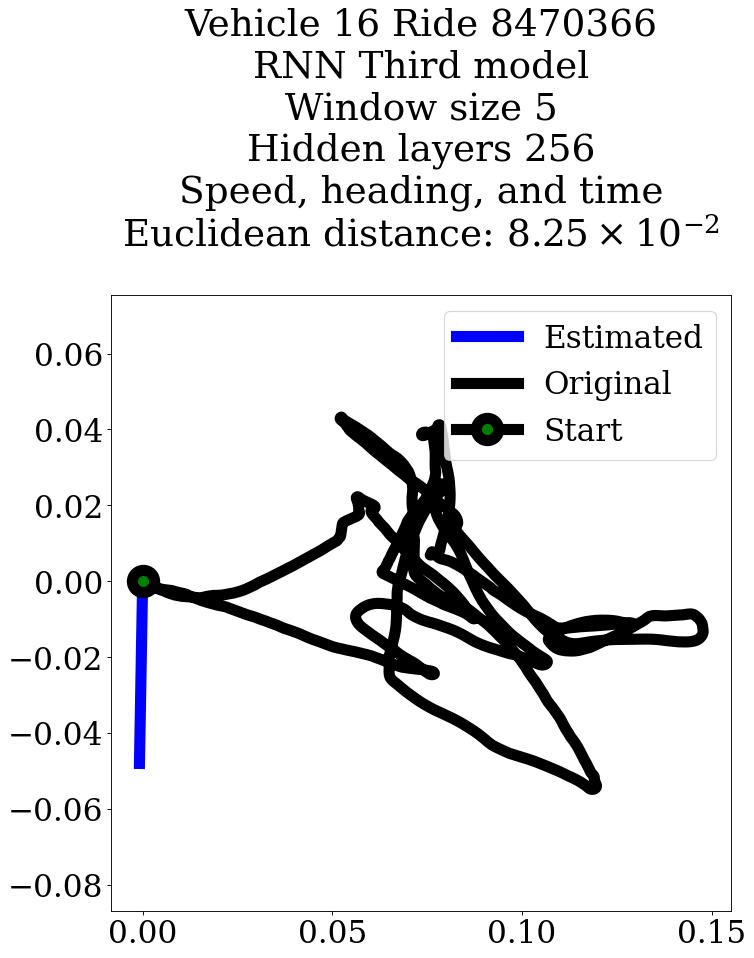 Vehicle 16 Ride 8470366
RNN Third model
Window size 5
Hidden layers 256
Speed, heading, and time
Euclidean distance: 8.25 × 10⁻²
Estimated
Original
Start
0.06
0.04
0.02
0.00
−0.02
−0.04
−0.06
−0.08
0.00 0.05 0.10 0.15